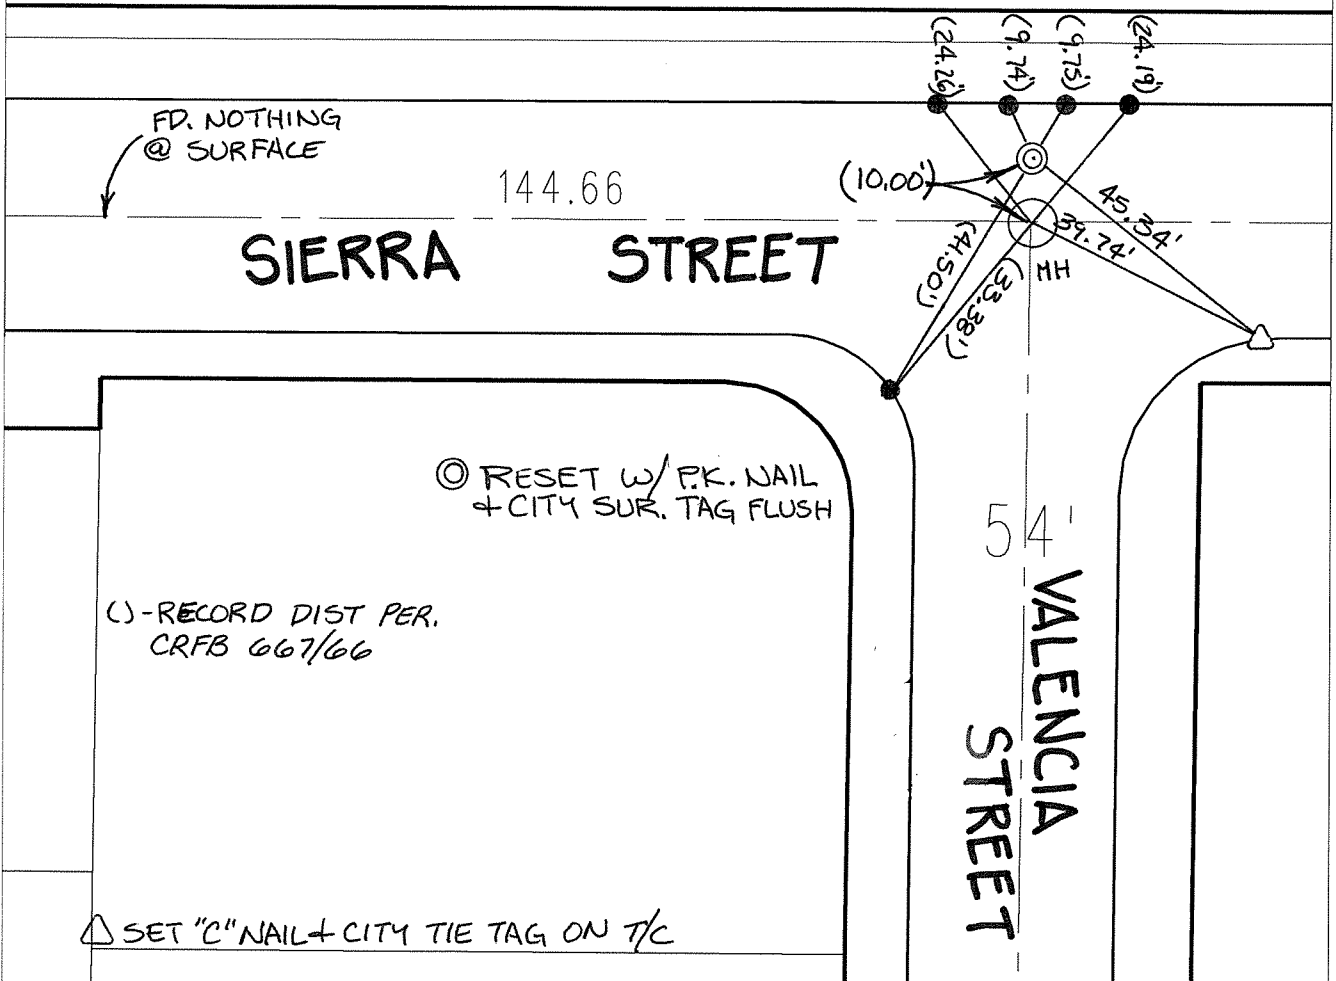 (24.26')
(9.74')
(9.75')
(24.19')
FD. NOTHING
@ SURFACE
144.66
(10.00')
45.34'
39.74'
SIERRA STREET
(41.50')
(33.38')
MH
◎ RESET W/ P.K. NAIL
+ CITY SUR. TAG FLUSH
54'
() - RECORD DIST PER.
CRFB 667/66
VALENCIA
STREET
△ SET "C" NAIL + CITY TIE TAG ON T/C